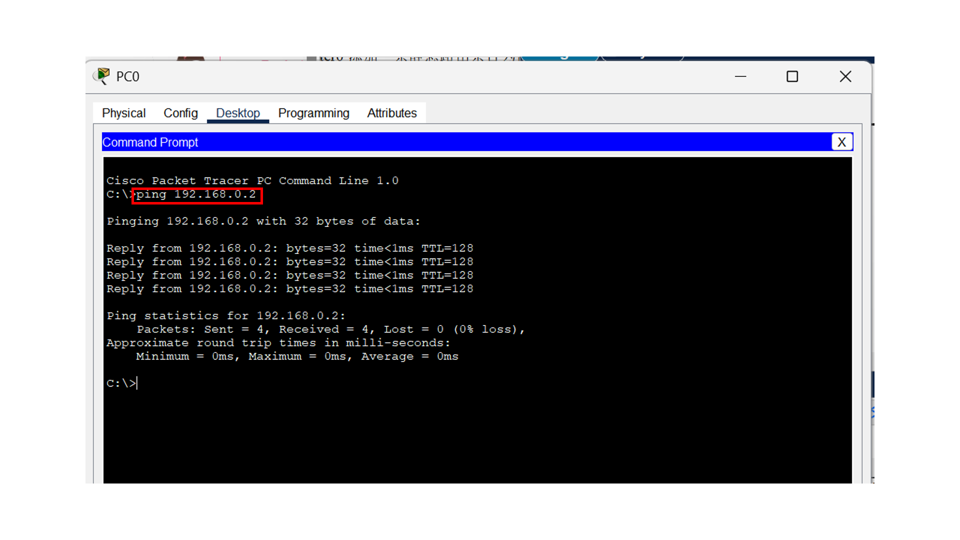 PC0
Physical Config Desktop Programming Attributes
Command Prompt X
Cisco Packet Tracer PC Command Line 1.0
C:\>ping 192.168.0.2
Pinging 192.168.0.2 with 32 bytes of data:
Reply from 192.168.0.2: bytes=32 time<1ms TTL=128
Reply from 192.168.0.2: bytes=32 time<1ms TTL=128
Reply from 192.168.0.2: bytes=32 time<1ms TTL=128
Reply from 192.168.0.2: bytes=32 time<1ms TTL=128
Ping statistics for 192.168.0.2:
Packets: Sent = 4, Received = 4, Lost = 0 (0% loss),
Approximate round trip times in milli-seconds:
Minimum = 0ms, Maximum = 0ms, Average = 0ms
C:\>